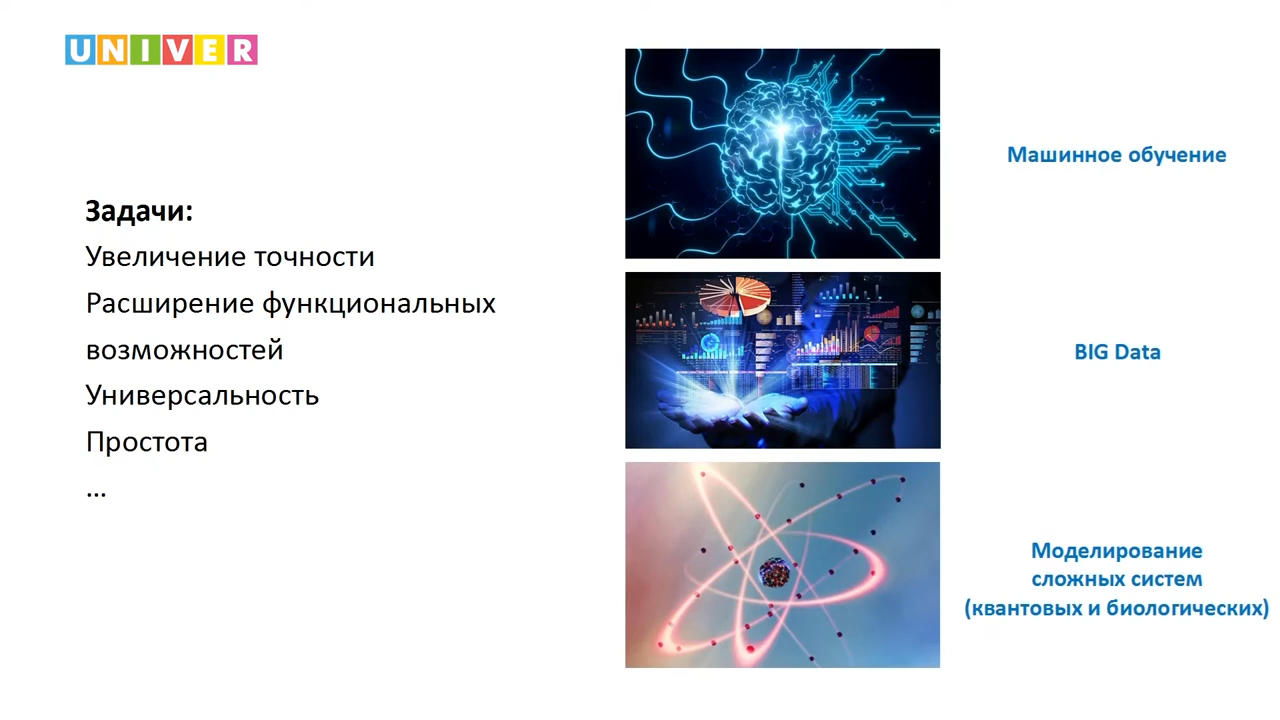 UNIVER
Задачи:
Увеличение точности
Расширение функциональных
возможностей
Универсальность
Простота
...
Машинное обучение
BIG Data
Моделирование
сложных систем
(квантовых и биологических)